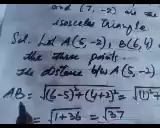 and (7, -2) are
isosceles triangle
Sol. Let A(5, -2), B(6, 4)
the three points
The distance b/w A(5, -2)
AB = √(6-5)² + (4+2)² = √(1)² +
= √1+36 = √37